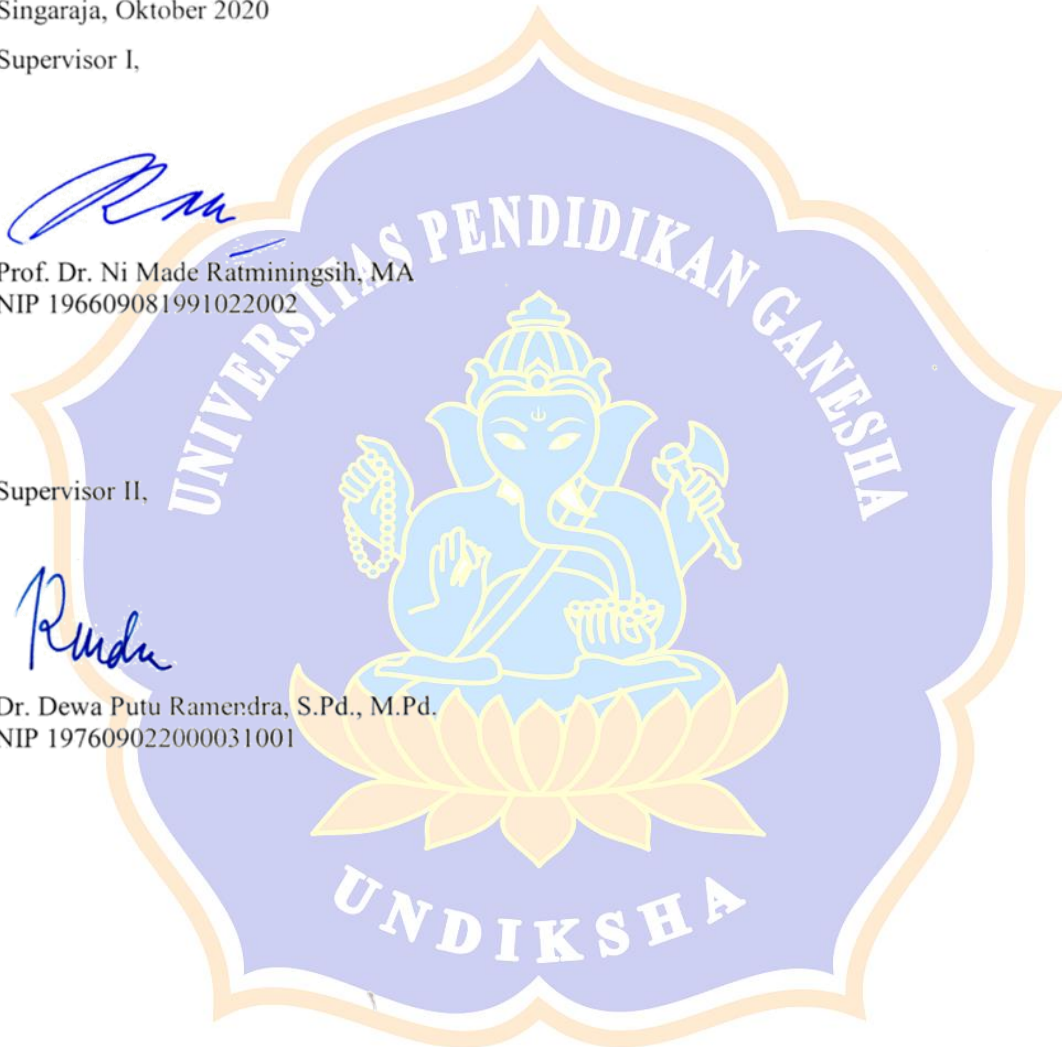 Singaraja, Oktober 2020
Supervisor I,
Prof. Dr. Ni Made Ratminingsih, MA
NIP 196609081991022002
UNIVERSITAS PENDIDIKAN GANESHA
Supervisor II,
Dr. Dewa Putu Ramendra, S.Pd., M.Pd.
NIP 197609022000031001
UNDIKSHA